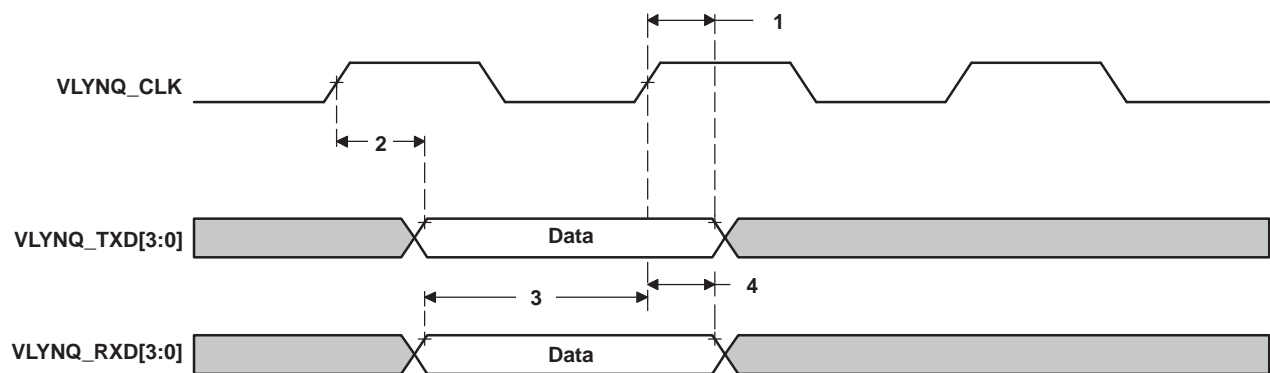 1
VLYNQ_CLK
2
VLYNQ_TXD[3:0]
Data
3
4
VLYNQ_RXD[3:0]
Data